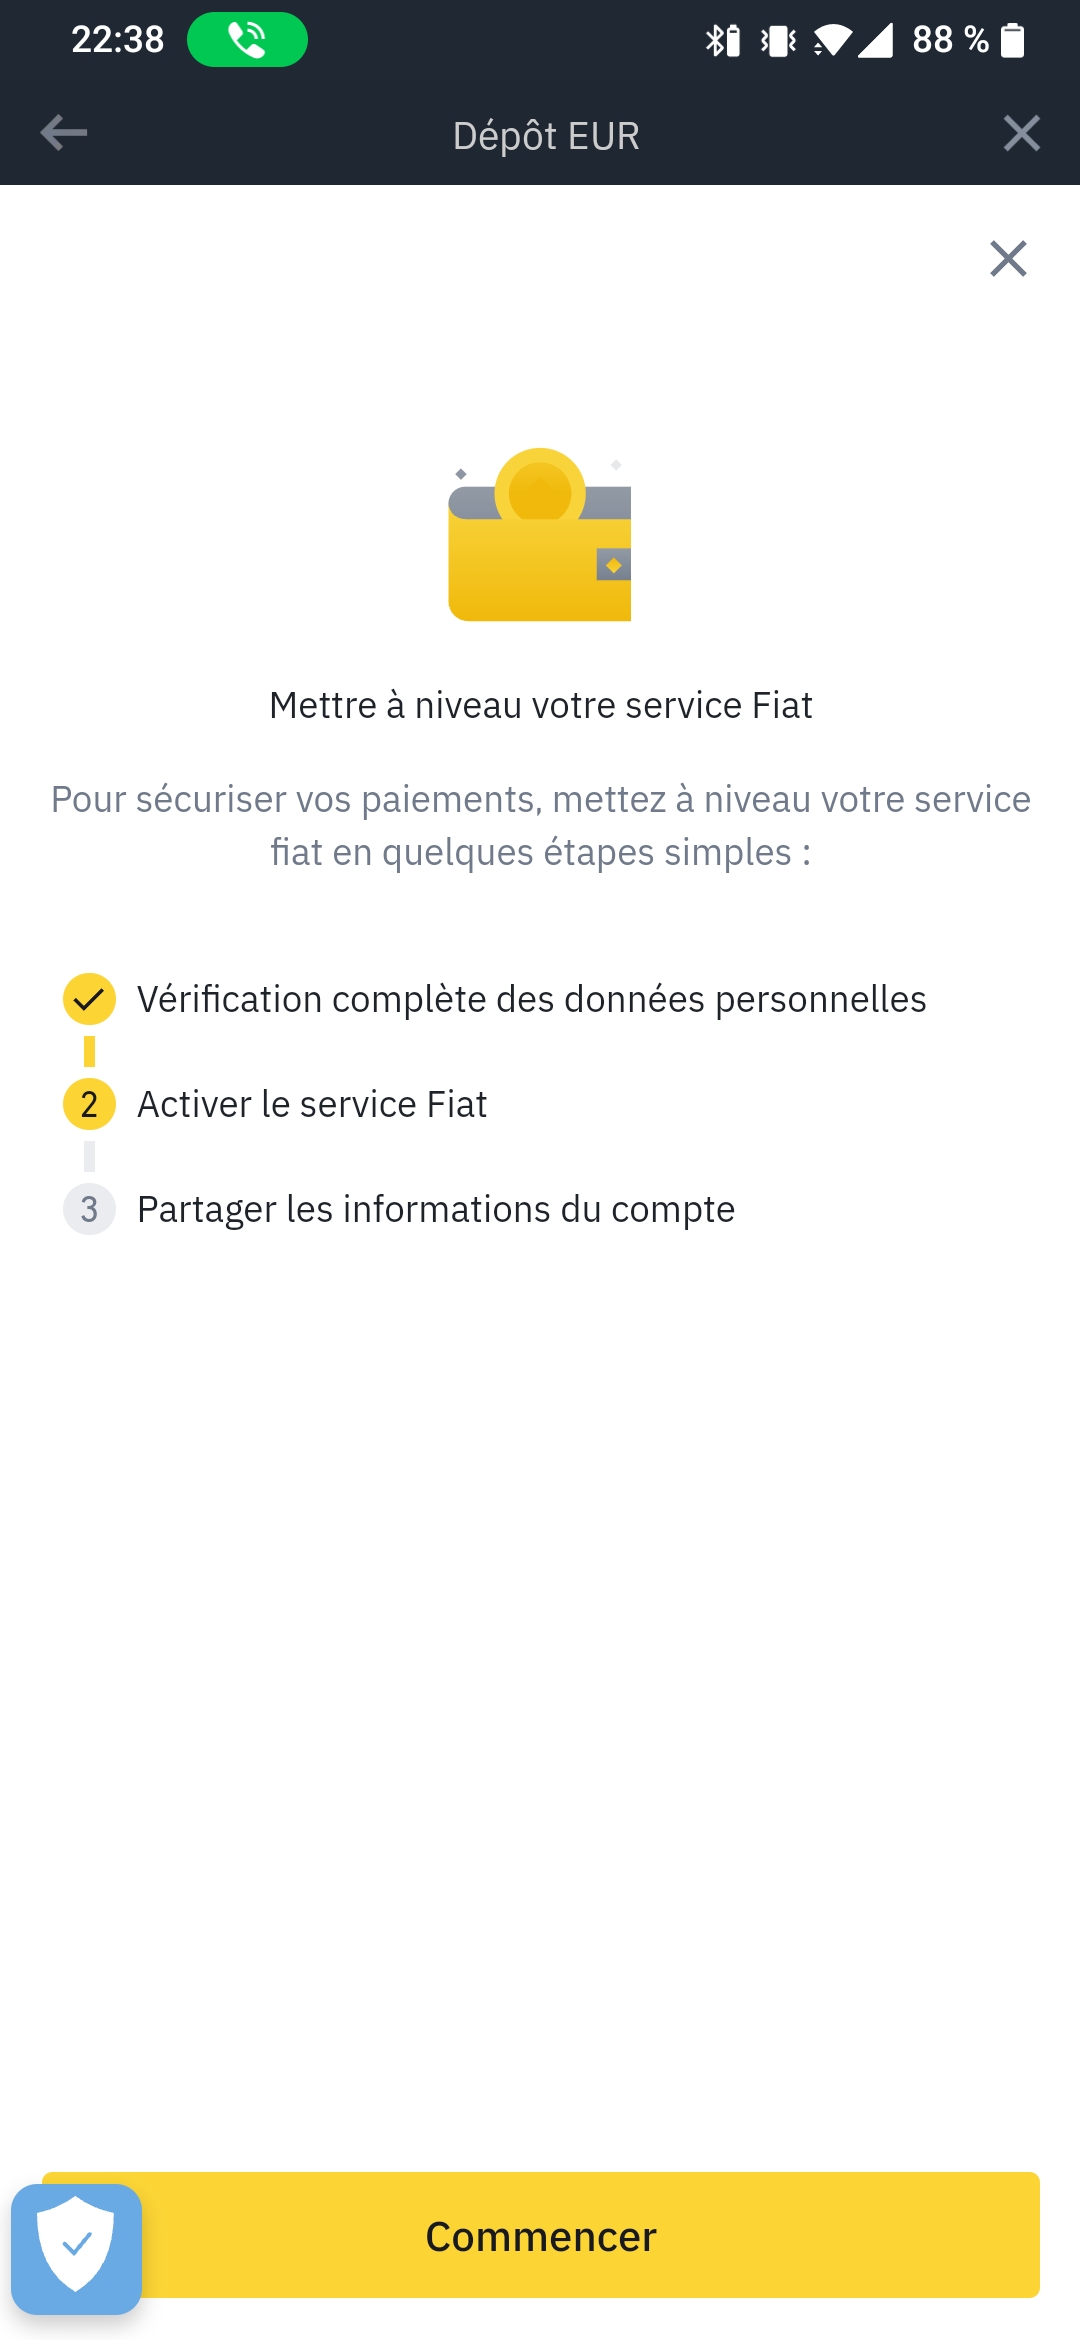 22:38
88 %
Dépôt EUR
Mettre à niveau votre service Fiat
Pour sécuriser vos paiements, mettez à niveau votre service
fiat en quelques étapes simples :
Vérification complète des données personnelles
2 Activer le service Fiat
3 Partager les informations du compte
Commencer